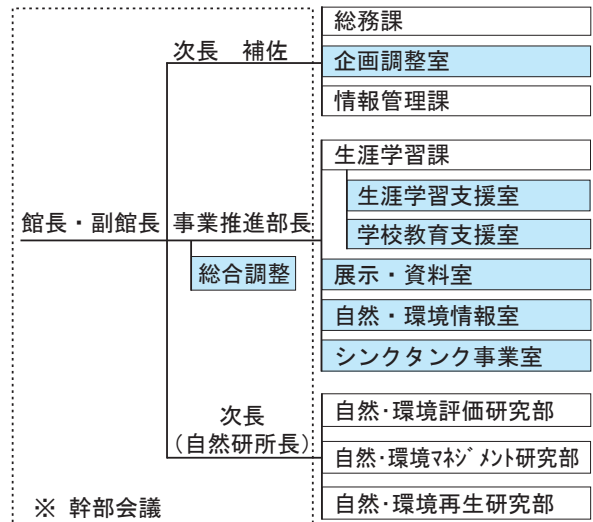 総務課
次長　補佐
企画調整室
情報管理課
生涯学習課
生涯学習支援室
館長・副館長
事業推進部長
学校教育支援室
総合調整
展示・資料室
自然・環境情報室
シンクタンク事業室
次長
（自然研所長）
自然･環境評価研究部
自然･環境ﾏﾈｼﾞﾒﾝﾄ研究部
自然･環境再生研究部
※ 幹部会議